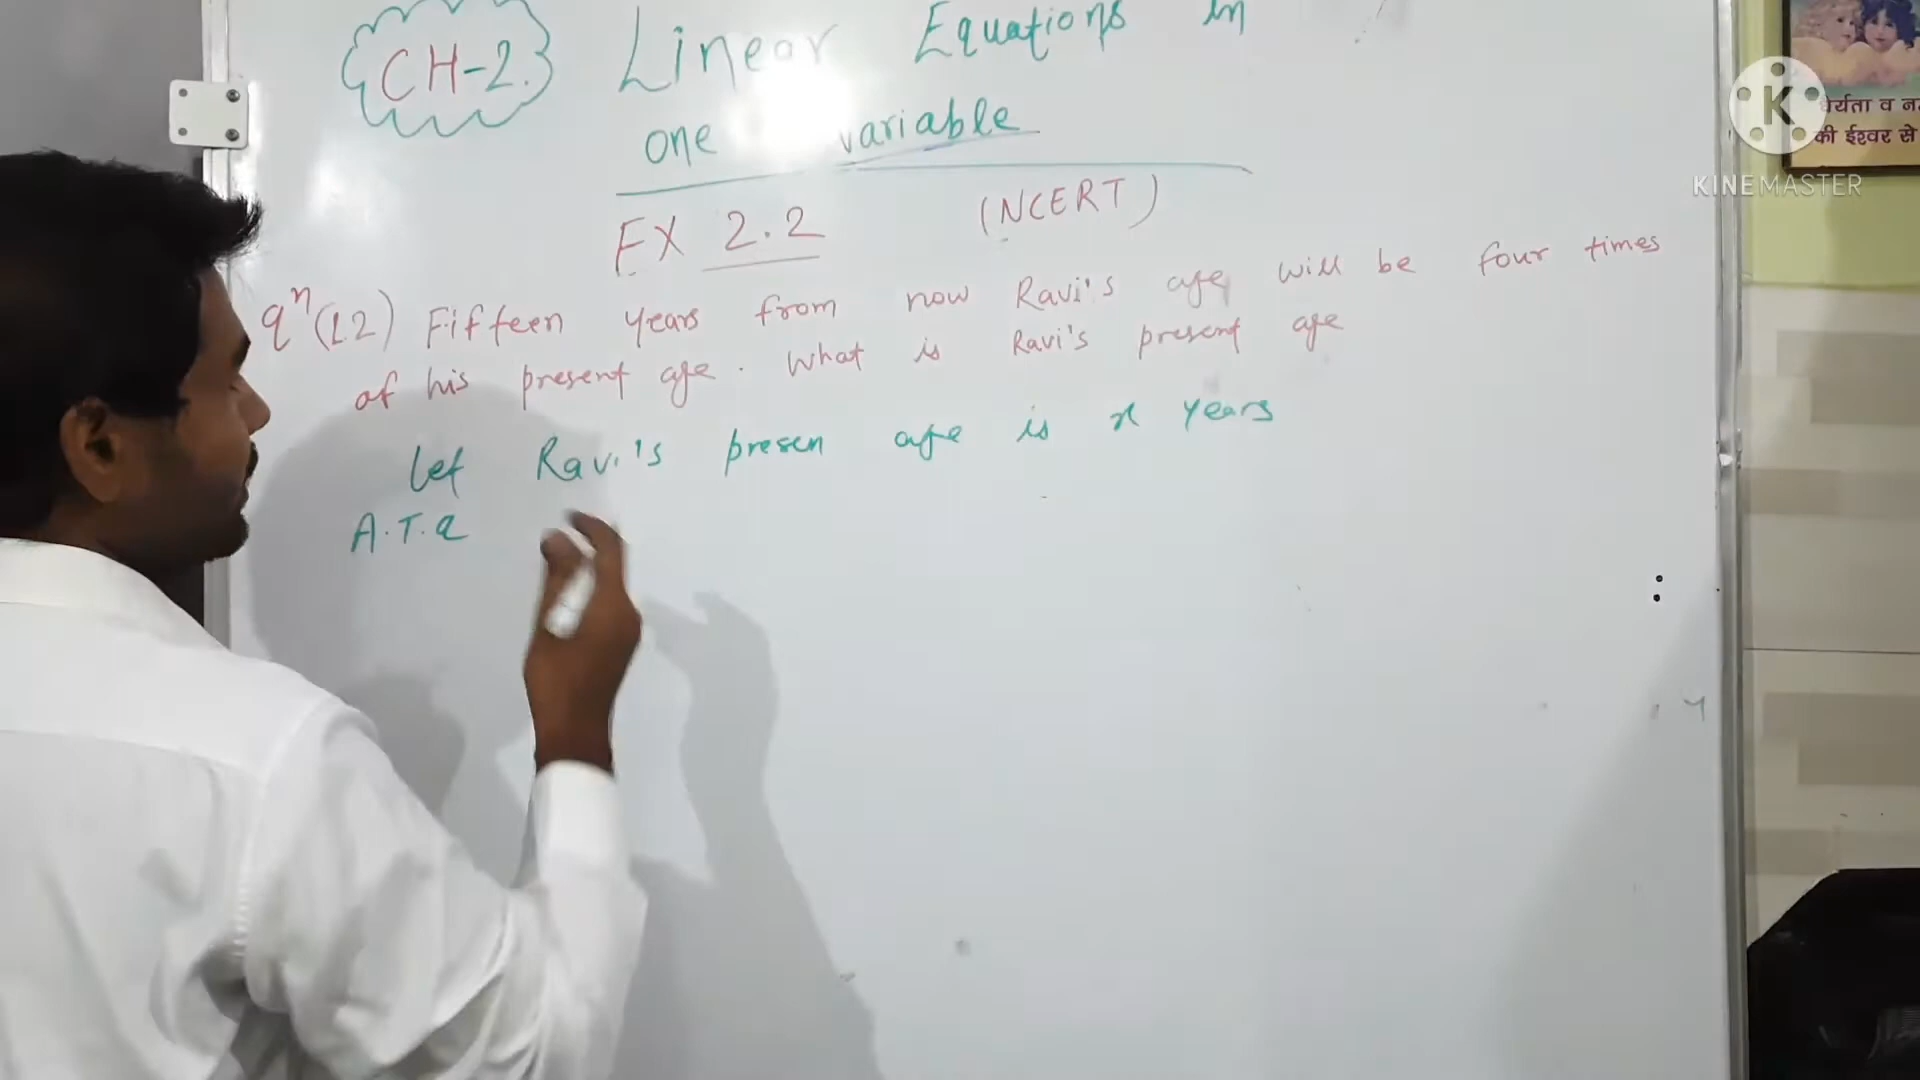 CH-2. Linear Equations in
one variable
EX 2.2 (NCERT)
qⁿ(12) Fifteen years from now Ravi's age will be four times
of his present age. What is Ravi's present age
Let Ravi's presen age is x years
A.T.Q
K
KINEMASTER
की ईश्वर से